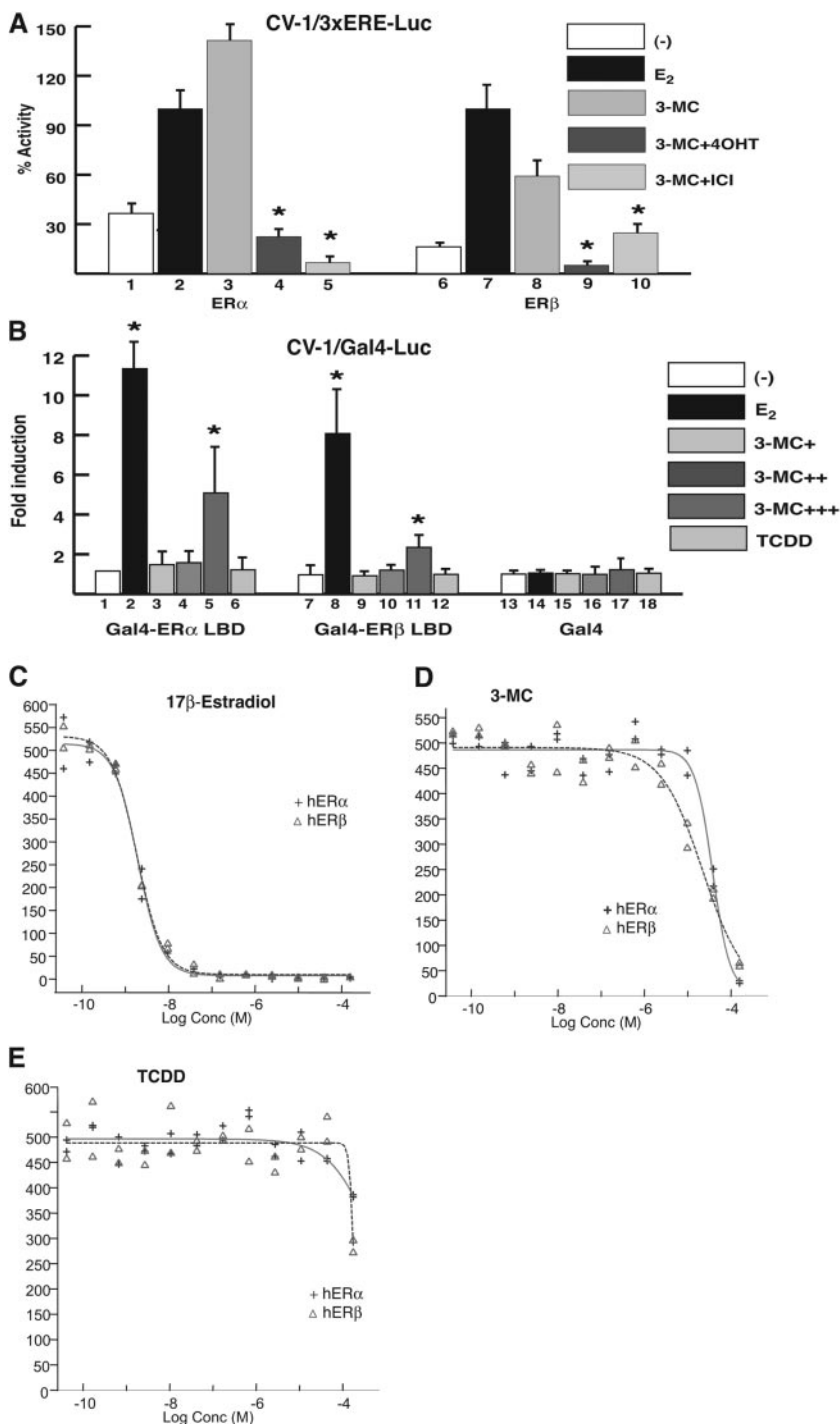 A
CV-1/3xERE-Luc
% Activity
150
120
90
60
30
* * * *
1 2 3 4 5 6 7 8 9 10
ERα ERβ
(-)
E2
3-MC
3-MC+4OHT
3-MC+ICI
B
CV-1/Gal4-Luc
Fold induction
12
10
8
6
4
2
* * * *
1 2 3 4 5 6 7 8 9 10 11 12 13 14 15 16 17 18
Gal4-ERα LBD Gal4-ERβ LBD Gal4
(-)
E2
3-MC+
3-MC++
3-MC+++
TCDD
C
17β-Estradiol
600
550
500
450
400
350
300
250
200
150
100
50
0
+ hERα
△ hERβ
-10 -8 -6 -4
Log Conc (M)
D
3-MC
550
500
450
400
350
300
250
200
150
100
50
0
+ hERα
△ hERβ
-10 -8 -6 -4
Log Conc (M)
E
TCDD
600
500
450
400
350
300
250
200
150
100
50
0
+ hERα
△ hERβ
-10 -8 -6 -4
Log Conc (M)